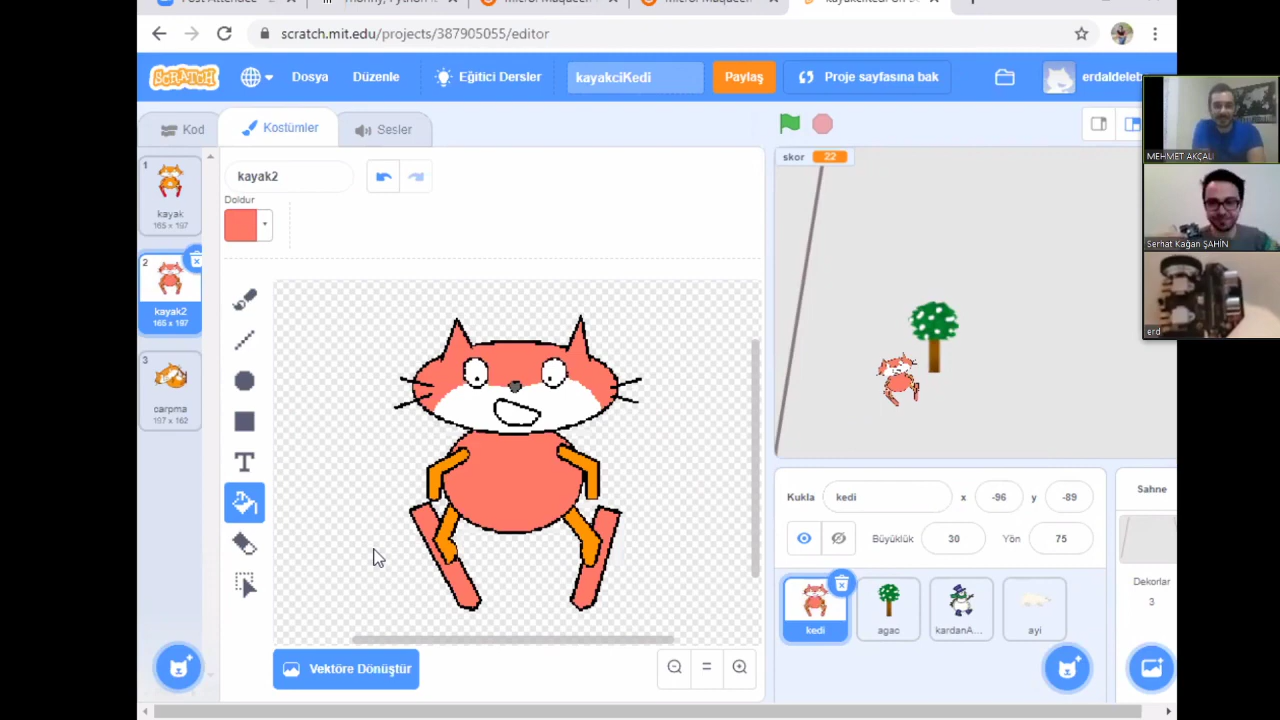 scratch.mit.edu/projects/387905055/editor
SCRATCH
Dosya
Düzenle
Eğitici Dersler
kayakciKedi
Paylaş
Proje sayfasına bak
erdaldeleb
Kod
Kostümler
Sesler
1
kayak
165 x 197
2
kayak2
165 x 197
3
carpma
197 x 162
kayak2
Doldur
T
Vektöre Dönüştür
skor 22
Kukla
kedi
x
-96
y
-89
Büyüklük
30
Yön
75
kedi
agac
kardanA...
ayi
Sahne
Dekorlar
3
MEHMET AKÇALI
Serhat Kağan ŞAHİN
erd